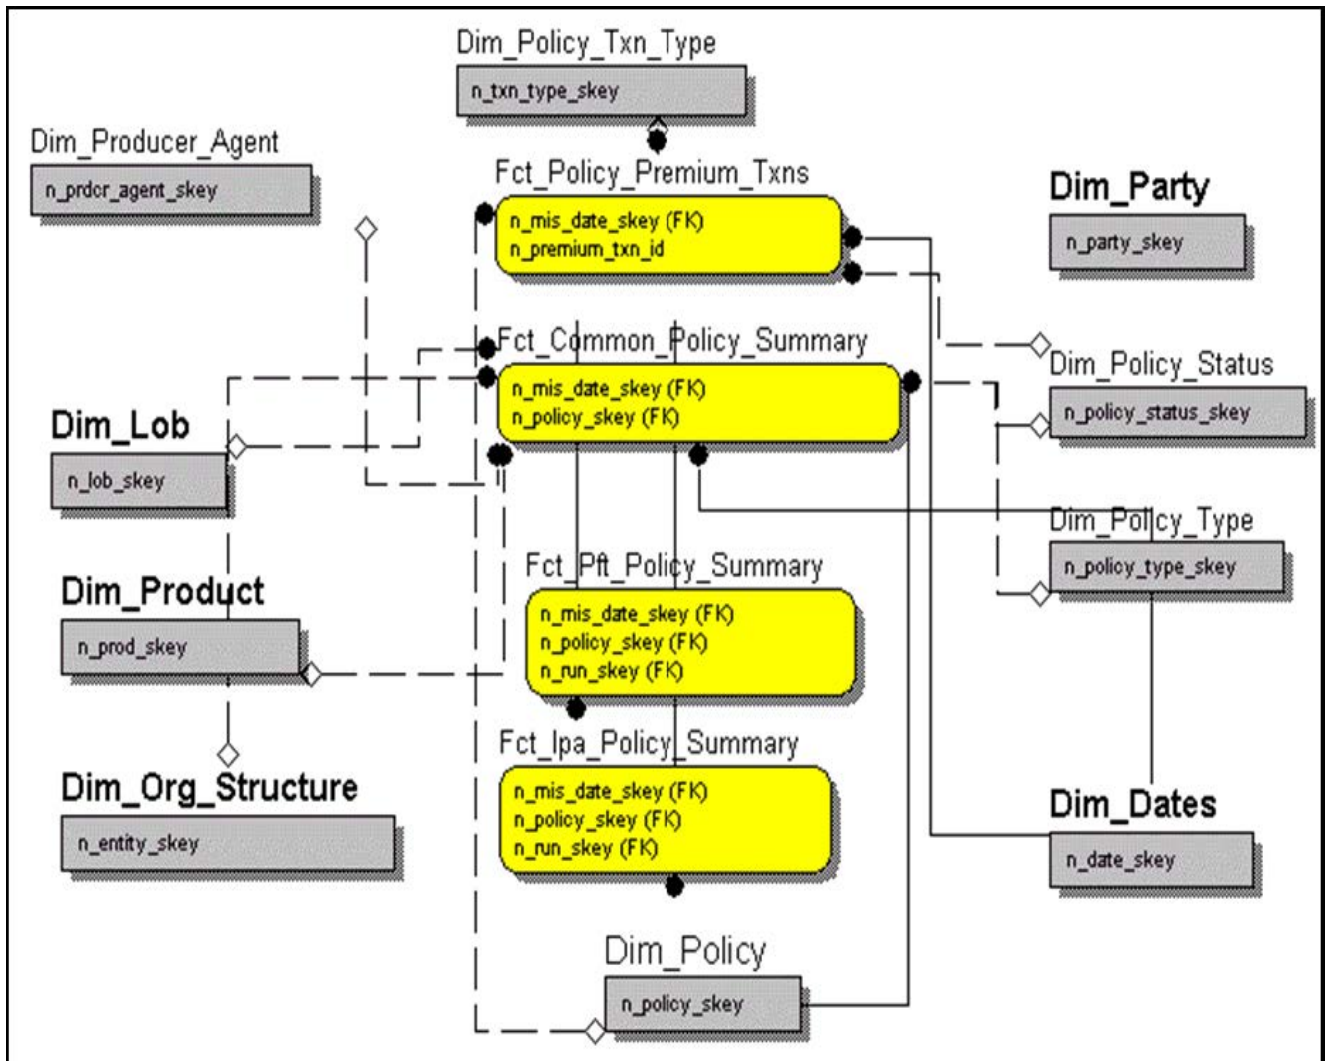 Dim_Policy_Txn_Type
n_txn_type_skey
Dim_Producer_Agent
n_prdcr_agent_skey
Fct_Policy_Premium_Txns
n_mis_date_skey (FK)
n_premium_txn_id
Dim_Party
n_party_skey
Fct_Common_Policy_Summary
n_mis_date_skey (FK)
n_policy_skey (FK)
Dim_Policy_Status
n_policy_status_skey
Dim_Lob
n_lob_skey
Dim_Policy_Type
n_policy_type_skey
Fct_Pft_Policy_Summary
n_mis_date_skey (FK)
n_policy_skey (FK)
n_run_skey (FK)
Dim_Product
n_prod_skey
Fct_Ipa_Policy_Summary
n_mis_date_skey (FK)
n_policy_skey (FK)
n_run_skey (FK)
Dim_Org_Structure
n_entity_skey
Dim_Dates
n_date_skey
Dim_Policy
n_policy_skey